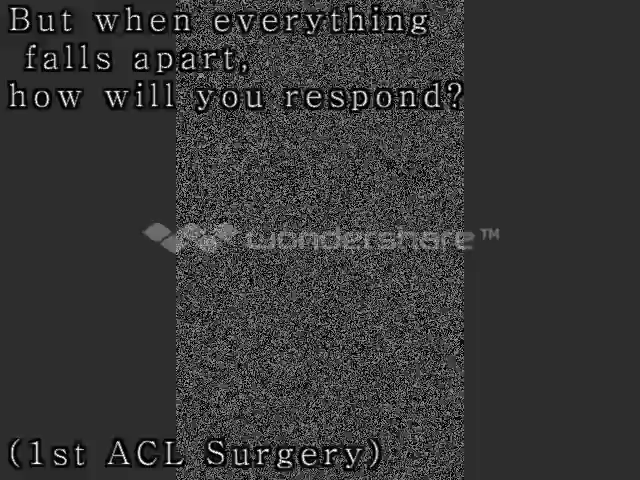 But when everything
falls apart,
how will you respond?
wondershare™
(1st ACL Surgery)